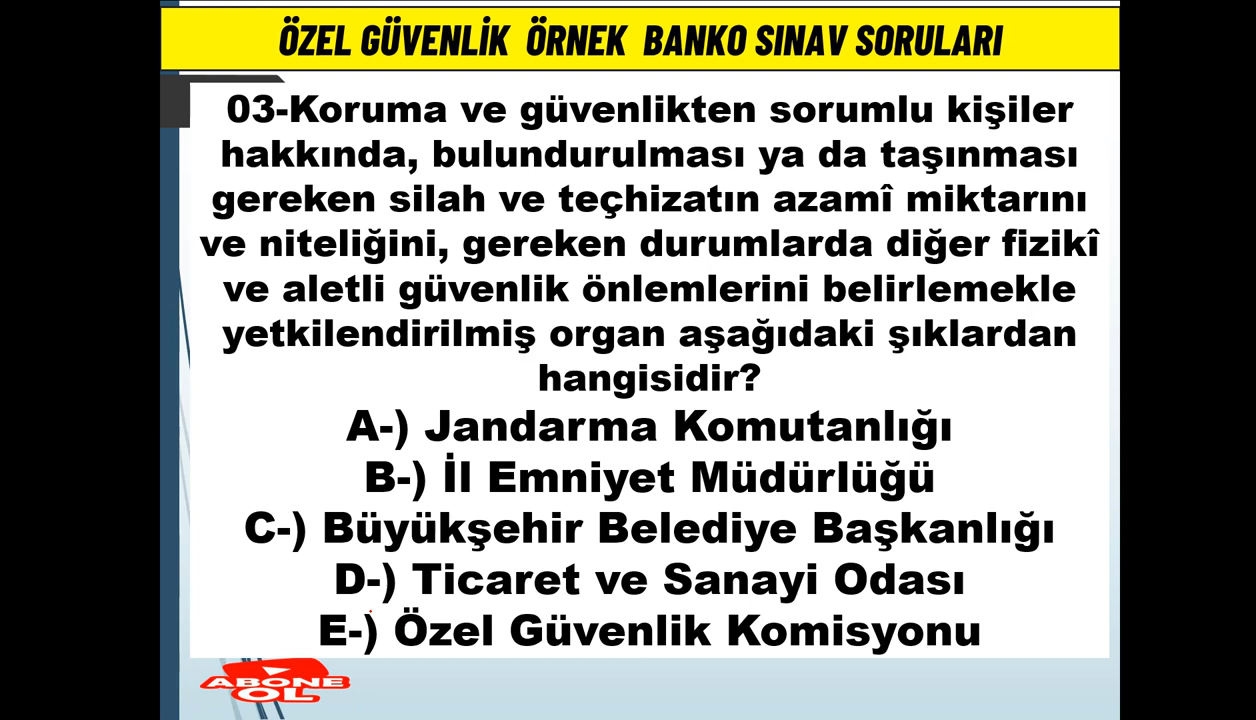 ÖZEL GÜVENLİK ÖRNEK BANKO SINAV SORULARI
03-Koruma ve güvenlikten sorumlu kişiler
hakkında, bulundurulması ya da taşınması
gereken silah ve teçhizatın azamî miktarını
ve niteliğini, gereken durumlarda diğer fizikî
ve aletli güvenlik önlemlerini belirlemekle
yetkilendirilmiş organ aşağıdaki şıklardan
hangisidir?
A-) Jandarma Komutanlığı
B-) İl Emniyet Müdürlüğü
C-) Büyükşehir Belediye Başkanlığı
D-) Ticaret ve Sanayi Odası
E-) Özel Güvenlik Komisyonu
ABONE
OL